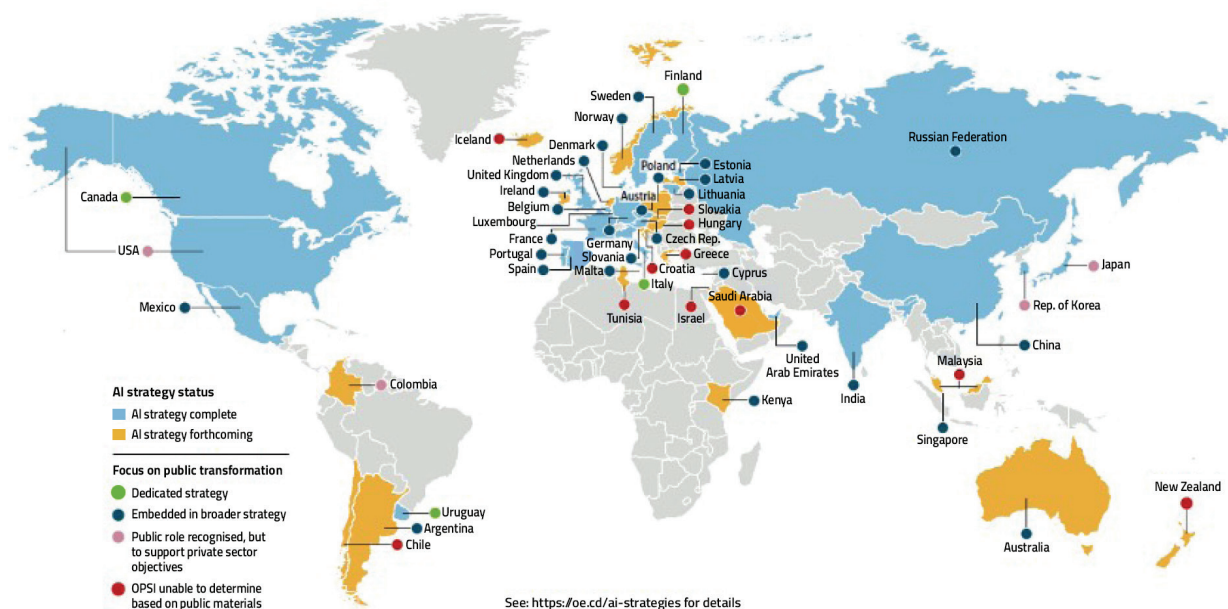 Finland
Sweden
Norway
Iceland
Denmark
Netherlands
Poland
Estonia
Russian Federation
United Kingdom
Latvia
Ireland
Austria
Lithuania
Canada
Belgium
Slovakia
Luxembourg
Hungary
France
Germany
Czech Rep.
USA
Portugal
Slovenia
Greece
Spain
Malta
Croatia
Cyprus
Japan
Italy
Mexico
Tunisia
Israel
Saudi Arabia
Rep. of Korea
China
United
Arab Emirates
Malaysia
India
Colombia
Kenya
Singapore
AI strategy status
AI strategy complete
AI strategy forthcoming
Focus on public transformation
Dedicated strategy
Embedded in broader strategy
Public role recognised, but
to support private sector
objectives
OPSI unable to determine
based on public materials
Uruguay
Argentina
Chile
New Zealand
Australia
See: https://oe.cd/ai-strategies for details